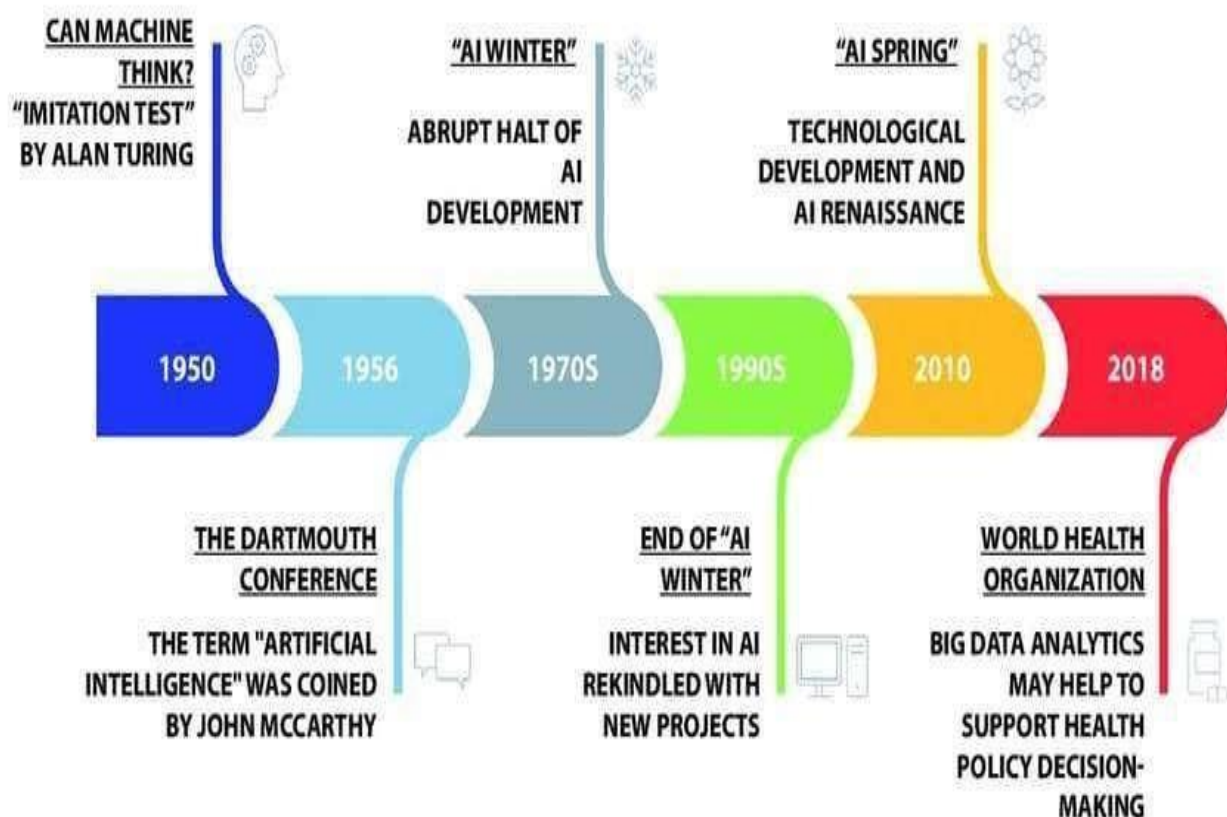 CAN MACHINE
THINK?
“IMITATION TEST”
BY ALAN TURING
“AI WINTER”
ABRUPT HALT OF
AI
DEVELOPMENT
“AI SPRING”
TECHNOLOGICAL
DEVELOPMENT AND
AI RENAISSANCE
1950
1956
1970S
1990S
2010
2018
THE DARTMOUTH
CONFERENCE
THE TERM "ARTIFICIAL
INTELLIGENCE" WAS COINED
BY JOHN MCCARTHY
END OF “AI
WINTER”
INTEREST IN AI
REKINDLED WITH
NEW PROJECTS
WORLD HEALTH
ORGANIZATION
BIG DATA ANALYTICS
MAY HELP TO
SUPPORT HEALTH
POLICY DECISION-
MAKING